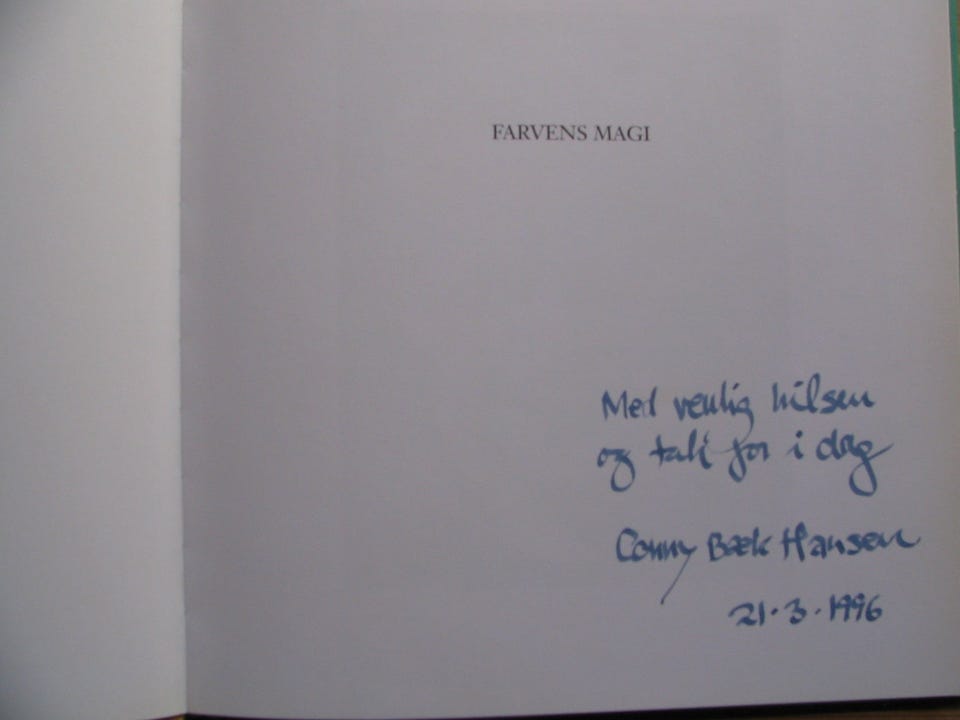 FARVENS MAGI
Med venlig hilsen
og tak for i dag
Conny Bæk Hansen
21.3.1996